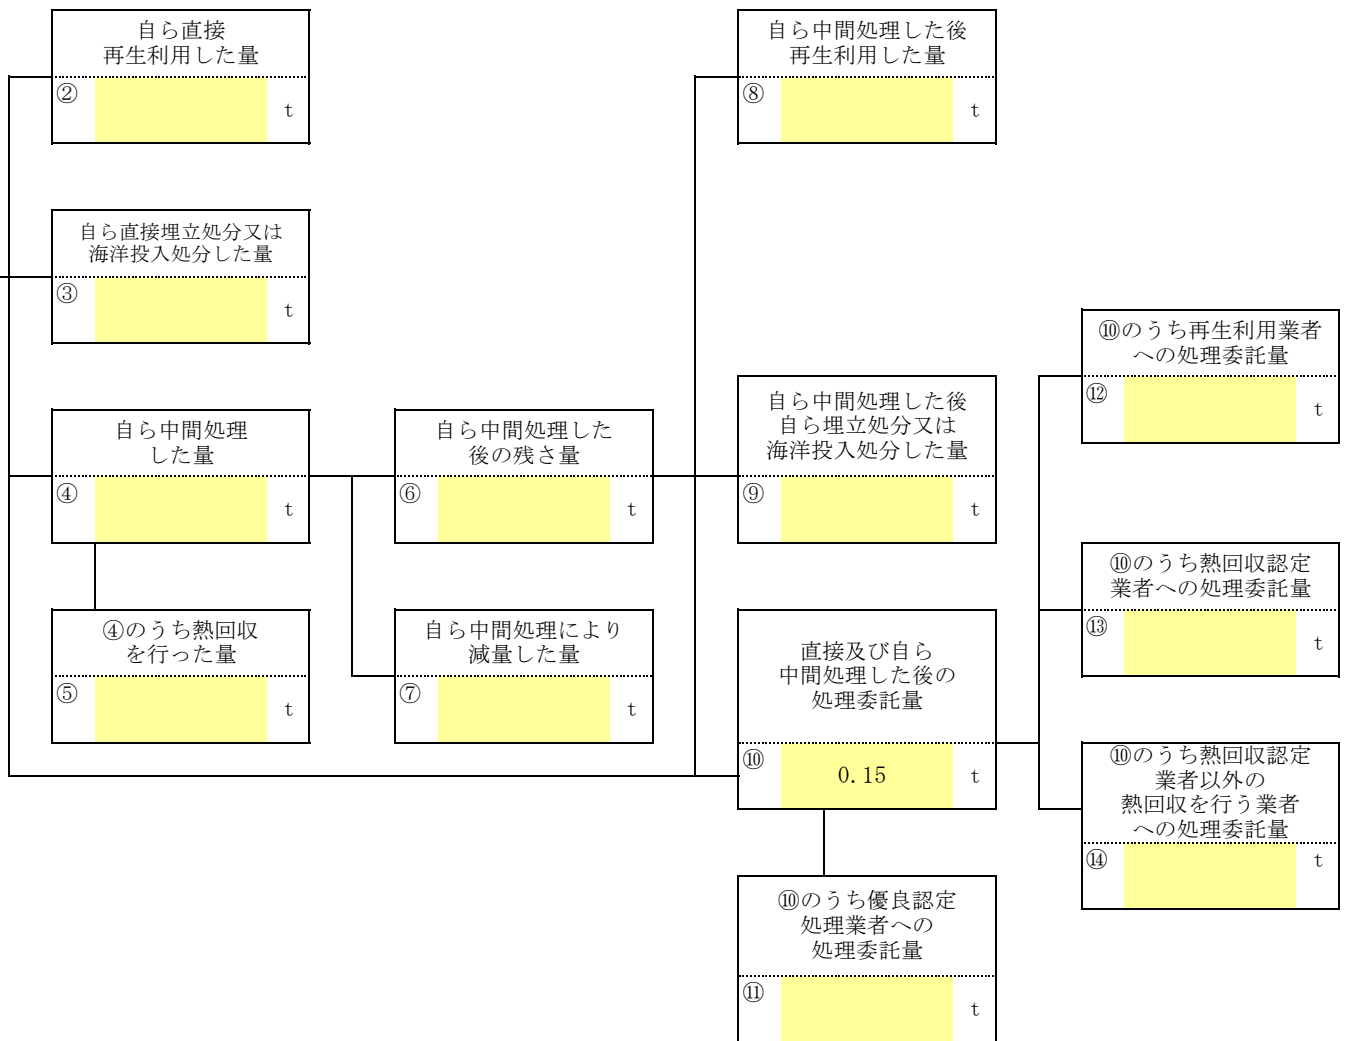 自ら直接
再生利用した量
② t
自ら中間処理した後
再生利用した量
⑧ t
自ら直接埋立処分又は
海洋投入処分した量
③ t
⑩のうち再生利用業者
への処理委託量
⑫ t
自ら中間処理
した量
④ t
自ら中間処理した
後の残さ量
⑥ t
自ら中間処理した後
自ら埋立処分又は
海洋投入処分した量
⑨ t
⑩のうち熱回収認定
業者への処理委託量
⑬ t
④のうち熱回収
を行った量
⑤ t
自ら中間処理により
減量した量
⑦ t
直接及び自ら
中間処理した後の
処理委託量
⑩ 0.15 t
⑩のうち熱回収認定
業者以外の
熱回収を行う業者
への処理委託量
⑭ t
⑩のうち優良認定
処理業者への
処理委託量
⑪ t